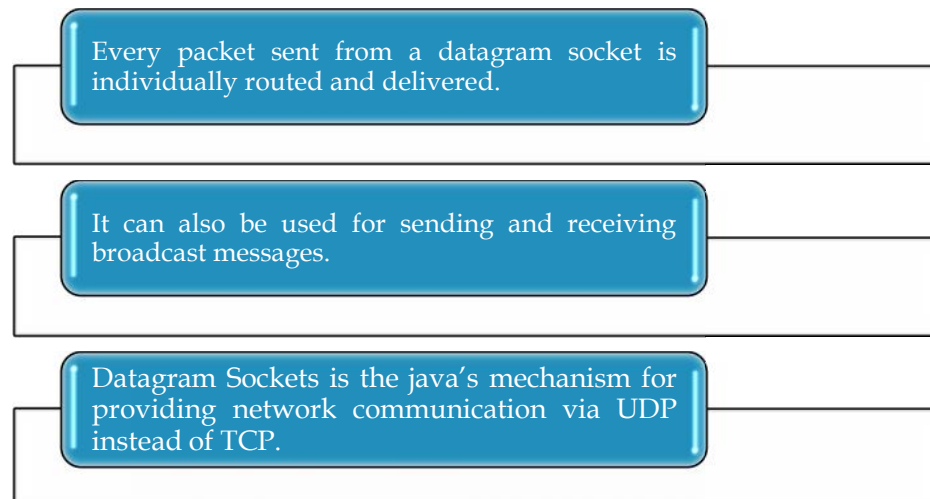 Every packet sent from a datagram socket is
individually routed and delivered.
It can also be used for sending and receiving
broadcast messages.
Datagram Sockets is the java’s mechanism for
providing network communication via UDP
instead of TCP.